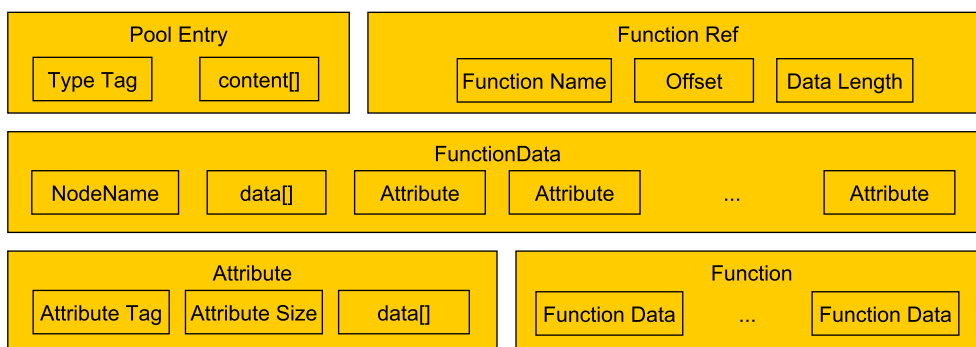 Pool Entry
Type Tag content[]
Function Ref
Function Name Offset Data Length
FunctionData
NodeName data[] Attribute Attribute ... Attribute
Attribute
Attribute Tag Attribute Size data[]
Function
Function Data ... Function Data